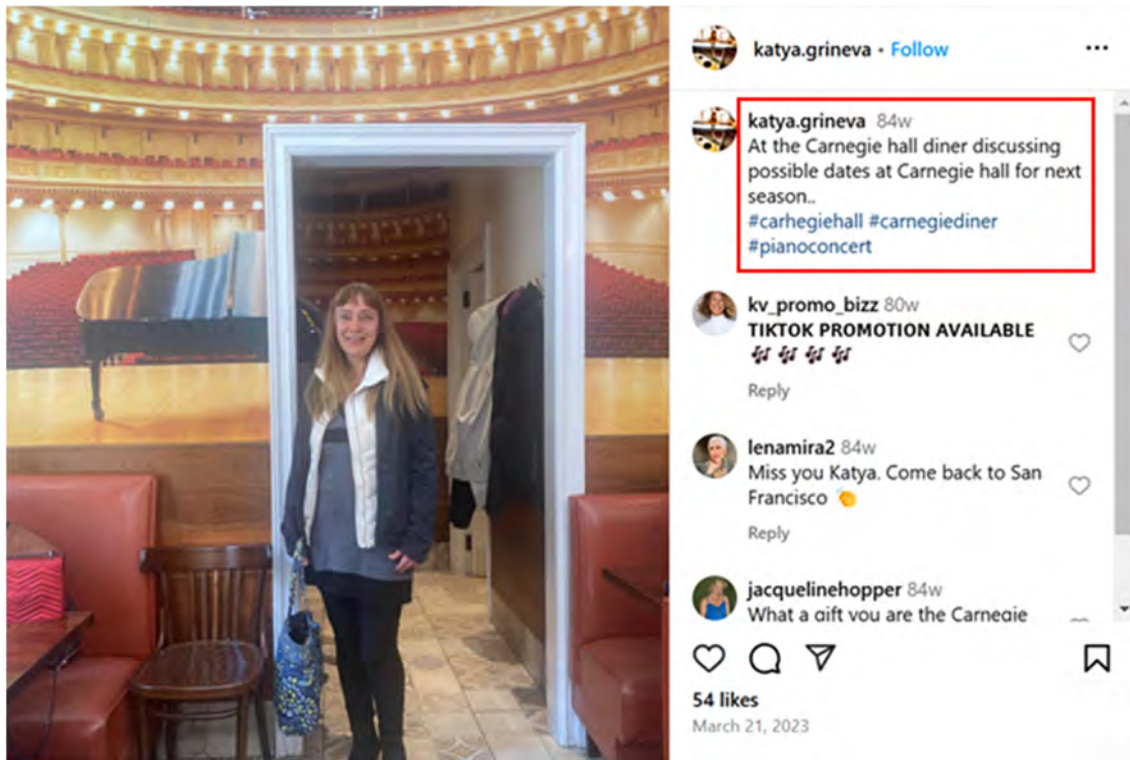 katya.grineva • Follow
katya.grineva 84w
At the Carnegie hall diner discussing
possible dates at Carnegie hall for next
season..
#carhegiehall #carnegiediner
#pianoconcert
kv_promo_bizz 80w
TIKTOK PROMOTION AVAILABLE
Reply
lenamira2 84w
Miss you Katya. Come back to San
Francisco
Reply
jacquelinehopper 84w
What a gift you are the Carnegie
54 likes
March 21, 2023